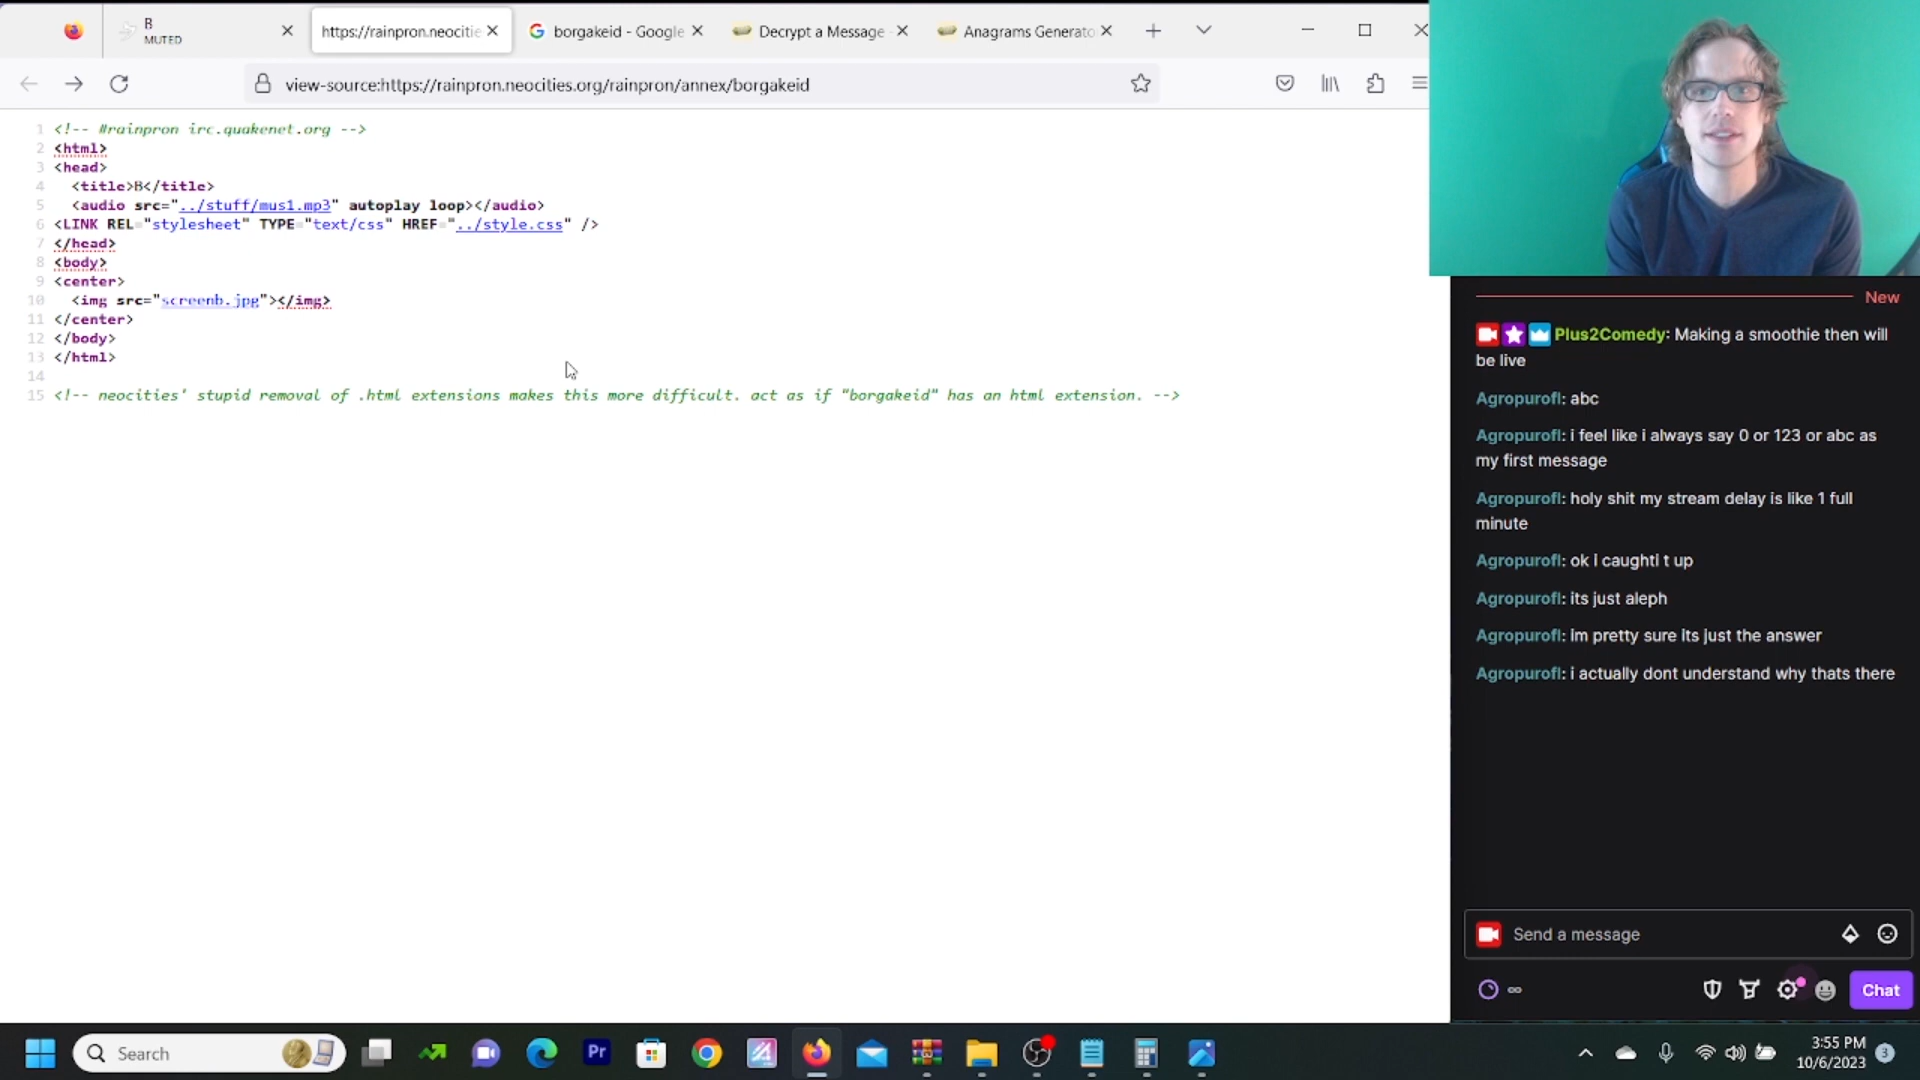 B
MUTED
https://rainpron.neocitie
borgakeid - Google
Decrypt a Message -
Anagrams Generato
view-source:https://rainpron.neocities.org/rainpron/annex/borgakeid
1 <!-- #rainpron irc.quakenet.org -->
2 <html>
3 <head>
4 <title>B</title>
5 <audio src="../stuff/mus1.mp3" autoplay loop></audio>
6 <LINK REL="stylesheet" TYPE="text/css" HREF="../style.css" />
7 </head>
8 <body>
9 <center>
10 <img src="screenb.jpg"></img>
11 </center>
12 </body>
13 </html>
14
15 <!-- neocities' stupid removal of .html extensions makes this more difficult. act as if "borgakeid" has an html extension. -->
New
Plus2Comedy: Making a smoothie then will
be live
Agropurofl: abc
Agropurofl: i feel like i always say 0 or 123 or abc as
my first message
Agropurofl: holy shit my stream delay is like 1 full
minute
Agropurofl: ok i caughti t up
Agropurofl: its just aleph
Agropurofl: im pretty sure its just the answer
Agropurofl: i actually dont understand why thats there
Send a message
Chat
Search
Pr
3:55 PM
10/6/2023
3